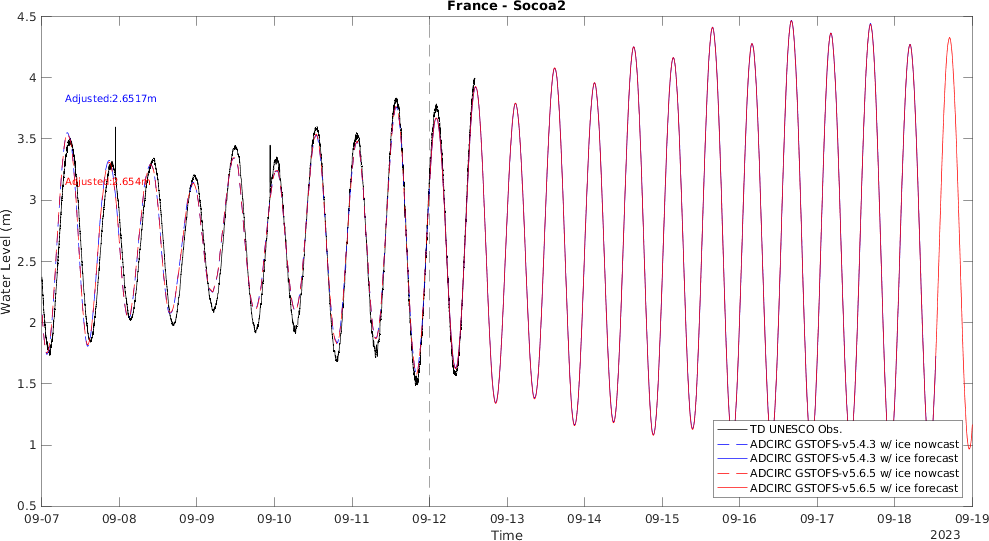 France - Socoa2
4.5
4
3.5
3
2.5
2
1.5
1
0.5
Water Level (m)
Adjusted:2.6517m
Adjusted:2.654m
TD UNESCO Obs.
ADCIRC GSTOFS-v5.4.3 w/ ice nowcast
ADCIRC GSTOFS-v5.4.3 w/ ice forecast
ADCIRC GSTOFS-v5.6.5 w/ ice nowcast
ADCIRC GSTOFS-v5.6.5 w/ ice forecast
09-07 09-08 09-09 09-10 09-11 09-12 09-13 09-14 09-15 09-16 09-17 09-18 09-19
Time
2023